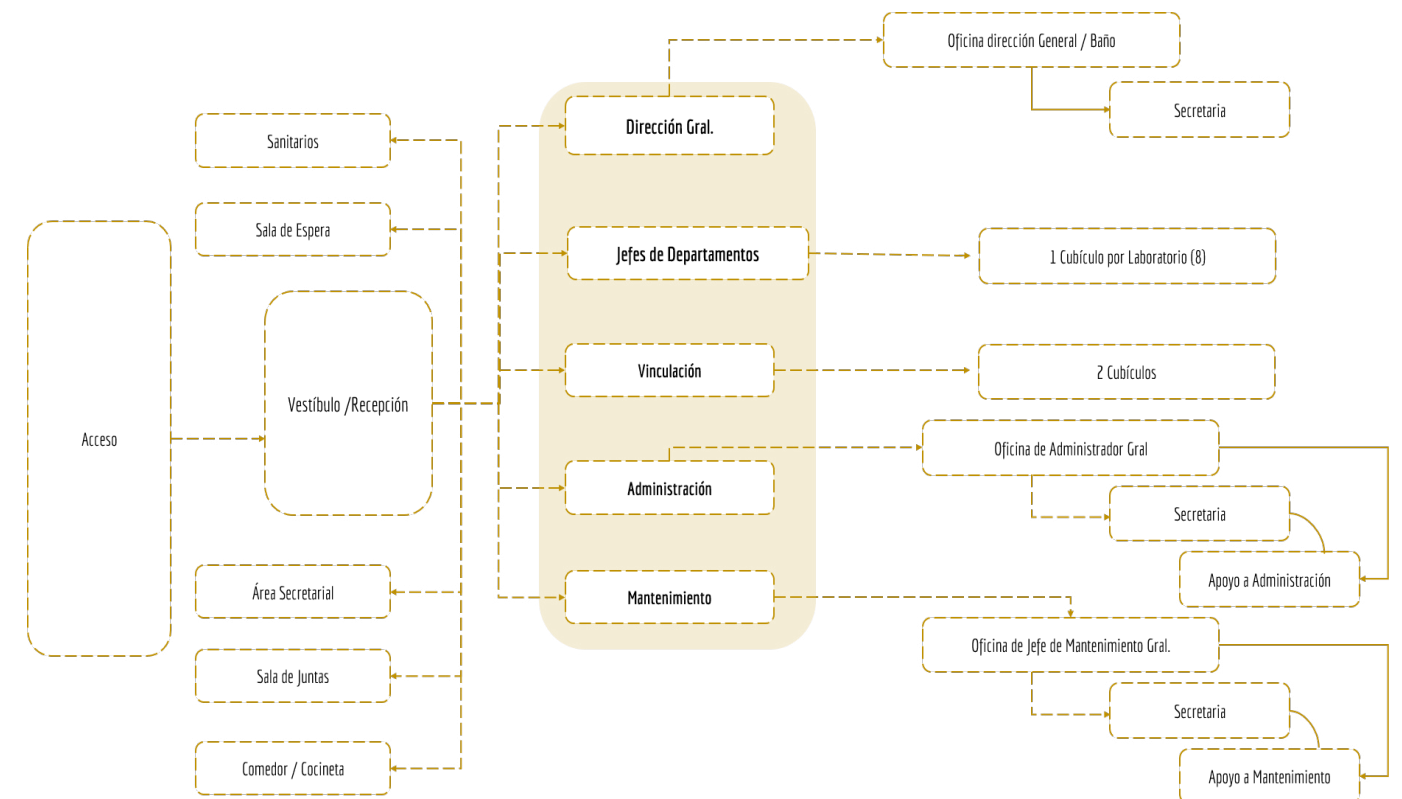 Oficina dirección General / Baño
Secretaria
Dirección Gral.
Sanitarios
Sala de Espera
Jefes de Departamentos
1 Cubículo por Laboratorio (8)
Vinculación
2 Cubículos
Vestíbulo /Recepción
Acceso
Oficina de Administrador Gral
Administración
Secretaria
Apoyo a Administración
Área Secretarial
Mantenimiento
Oficina de Jefe de Mantenimiento Gral.
Sala de Juntas
Secretaria
Comedor / Cocineta
Apoyo a Mantenimiento